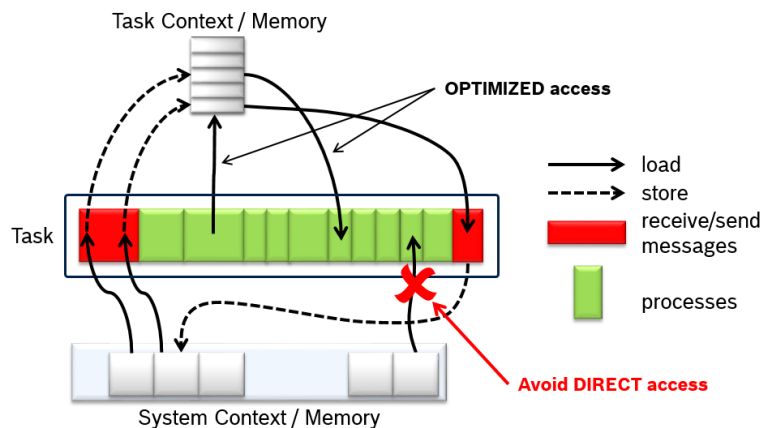 Task Context / Memory
OPTIMIZED access
load
store
receive/send
messages
Task
processes
Avoid DIRECT access
System Context / Memory